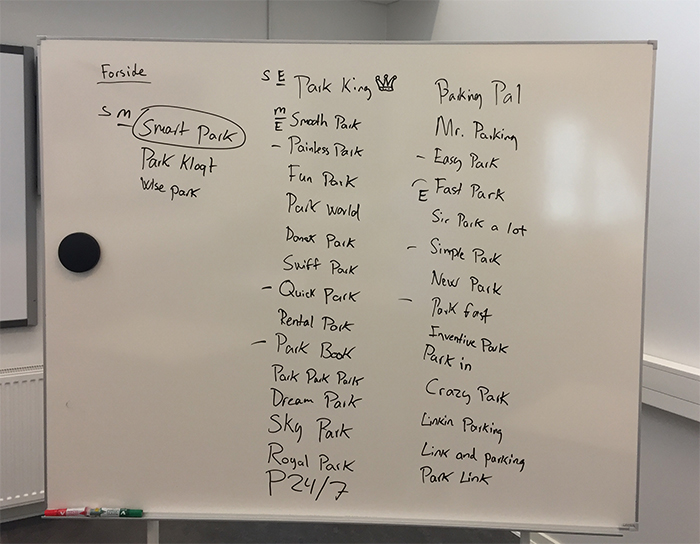 Forside
S M Smart Park
Park Klogt
Wise park
S E Park King
m
E Smooth Park
- Painless Park
Fun Park
Park World
Donet Park
Swiff Park
- Quick Park
Rental Park
- Park Book
Park Park Park
Dream Park
Sky Park
Royal Park
P24/7
Barking Pal
Mr. Parking
- Easy Park
E Fast Park
Sir Park a lot
- Simple Park
New Park
- Park fast
Inventive Park
Park in
Crazy Park
Linkin Parking
Link and parking
Park Link